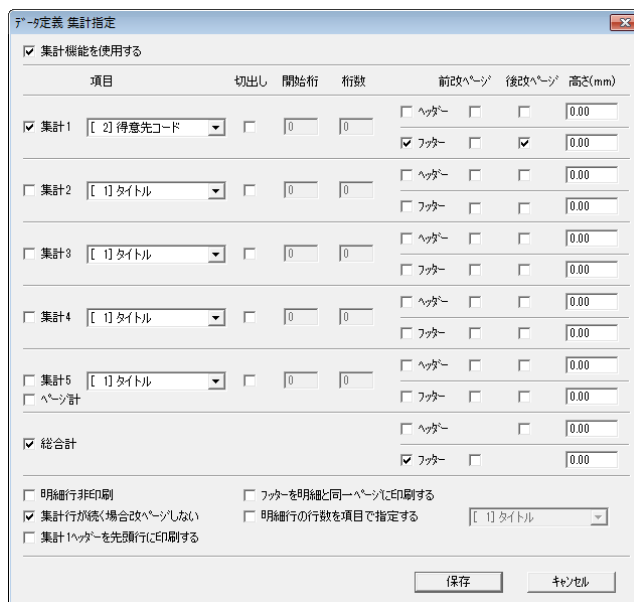 ﾃﾞｰﾀ定義 集計指定
集計機能を使用する
項目 切出し 開始桁 桁数 前改ﾍﾟｰｼﾞ 後改ﾍﾟｰｼﾞ 高さ(mm)
ﾍｯﾀﾞｰ 0.00
集計1 [ 2] 得意先コード 0 0
ﾌｯﾀｰ 0.00
ﾍｯﾀﾞｰ 0.00
集計2 [ 1] タイトル 0 0
ﾌｯﾀｰ 0.00
ﾍｯﾀﾞｰ 0.00
集計3 [ 1] タイトル 0 0
ﾌｯﾀｰ 0.00
ﾍｯﾀﾞｰ 0.00
集計4 [ 1] タイトル 0 0
ﾌｯﾀｰ 0.00
ﾍｯﾀﾞｰ 0.00
集計5 [ 1] タイトル 0 0
ﾍﾟｰｼﾞ計 ﾌｯﾀｰ 0.00
ﾍｯﾀﾞｰ 0.00
総合計
ﾌｯﾀｰ 0.00
明細行非印刷 ﾌｯﾀｰを明細と同一ﾍﾟｰｼﾞに印刷する
集計行が続く場合改ﾍﾟｰｼﾞしない 明細行の行数を項目で指定する [ 1] タイトル
集計1ﾍｯﾀﾞｰを先頭行に印刷する
保存 ｷｬﾝｾﾙ